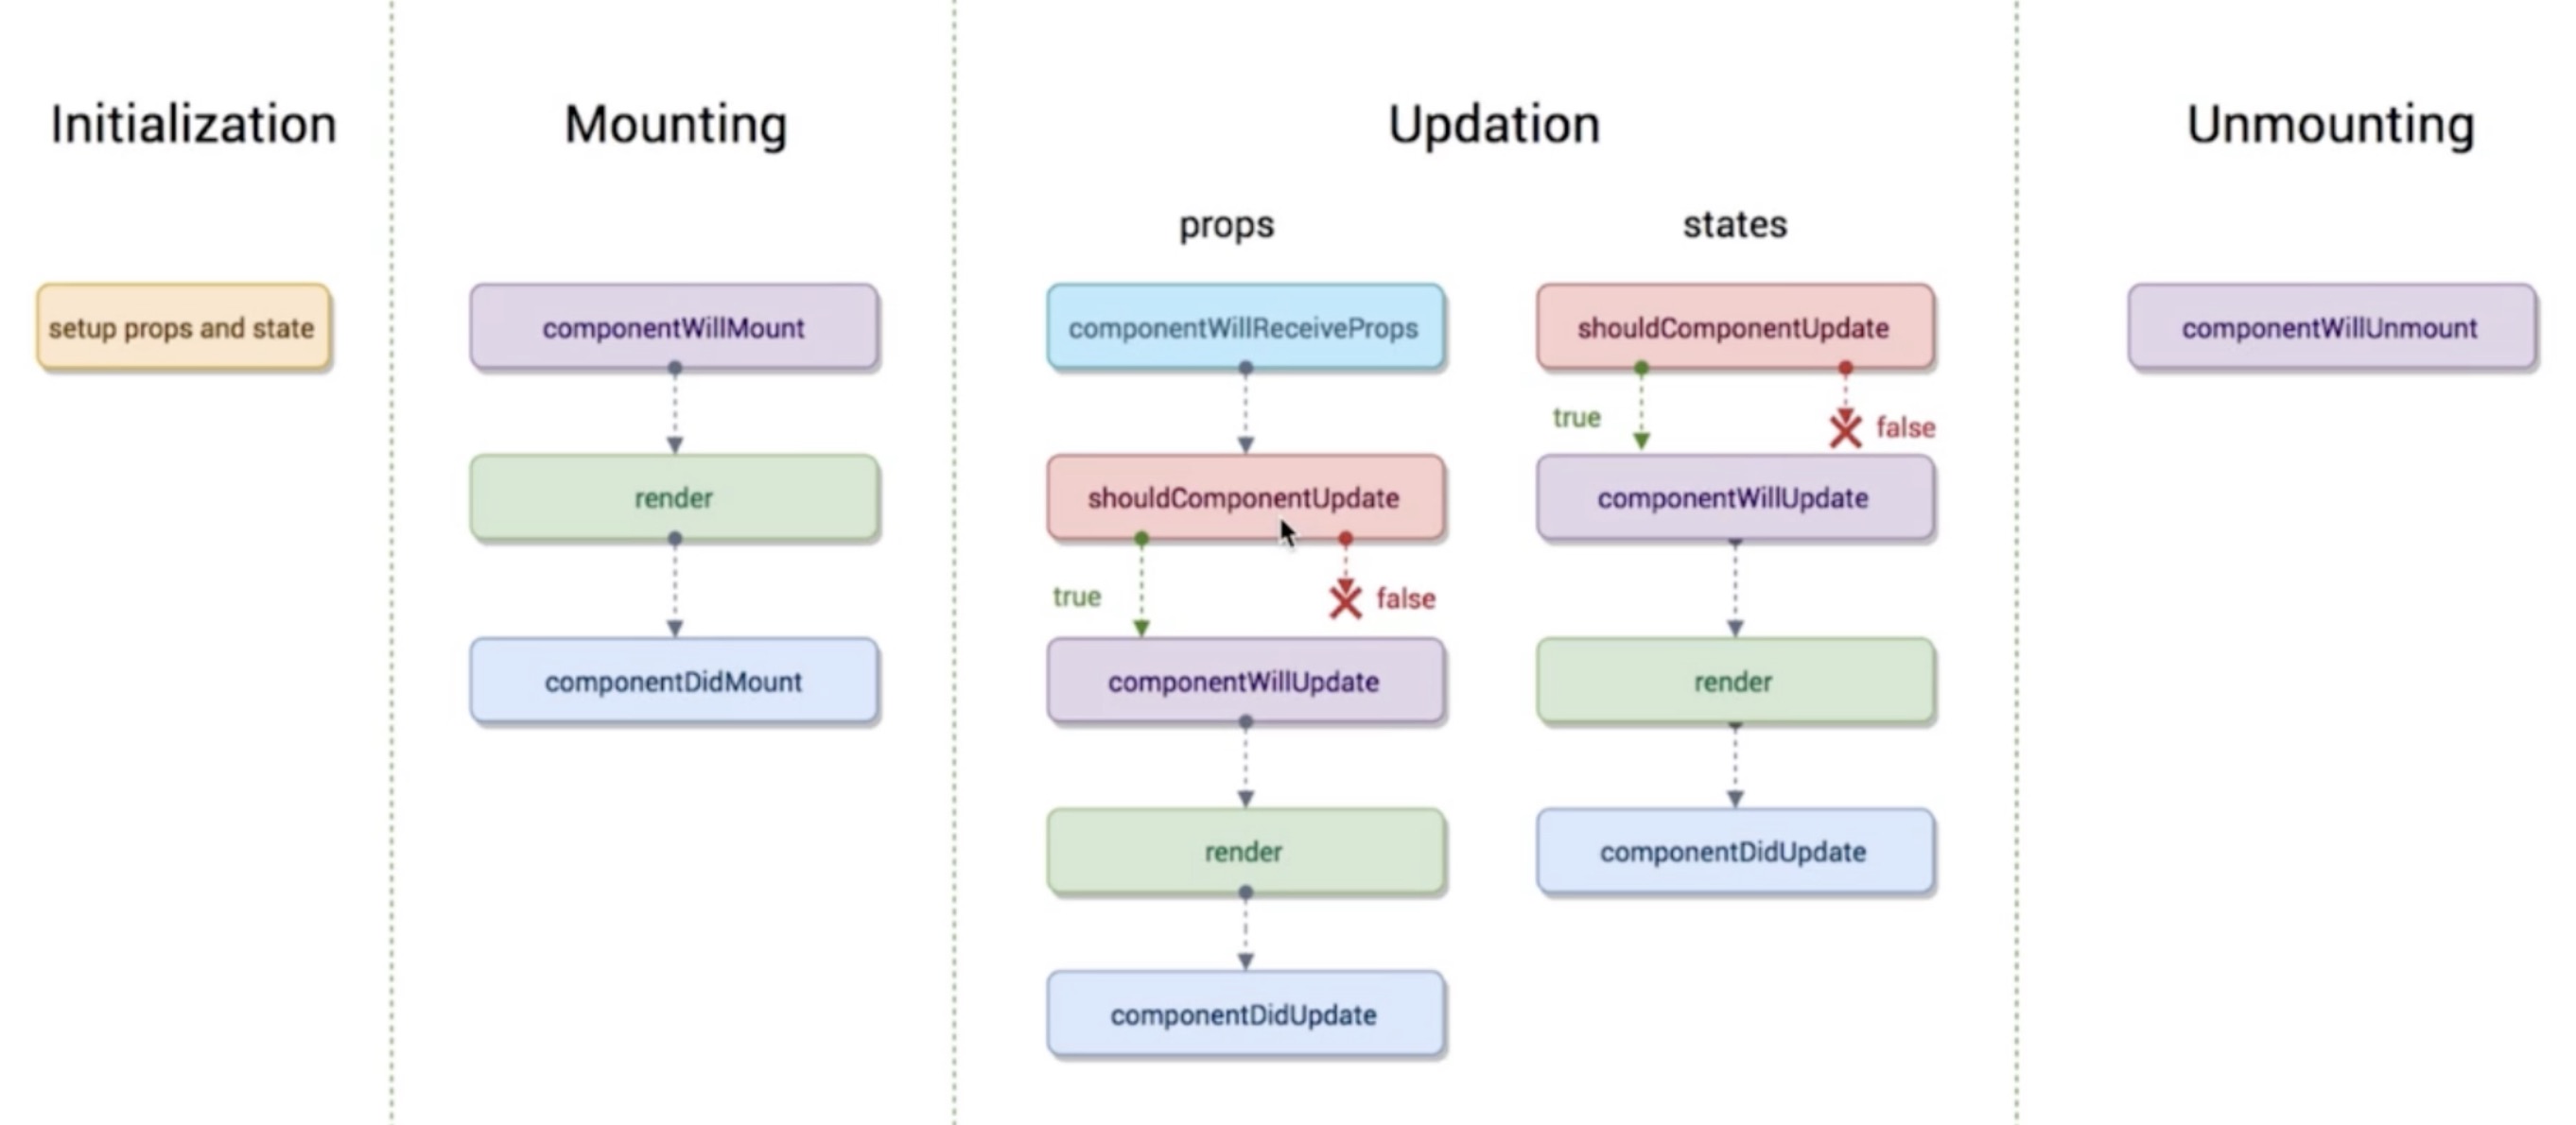 Initialization
setup props and state
Mounting
componentWillMount
render
componentDidMount
Updation
props
componentWillReceiveProps
shouldComponentUpdate
true
false
componentWillUpdate
render
componentDidUpdate
states
shouldComponentUpdate
true
false
componentWillUpdate
render
componentDidUpdate
Unmounting
componentWillUnmount